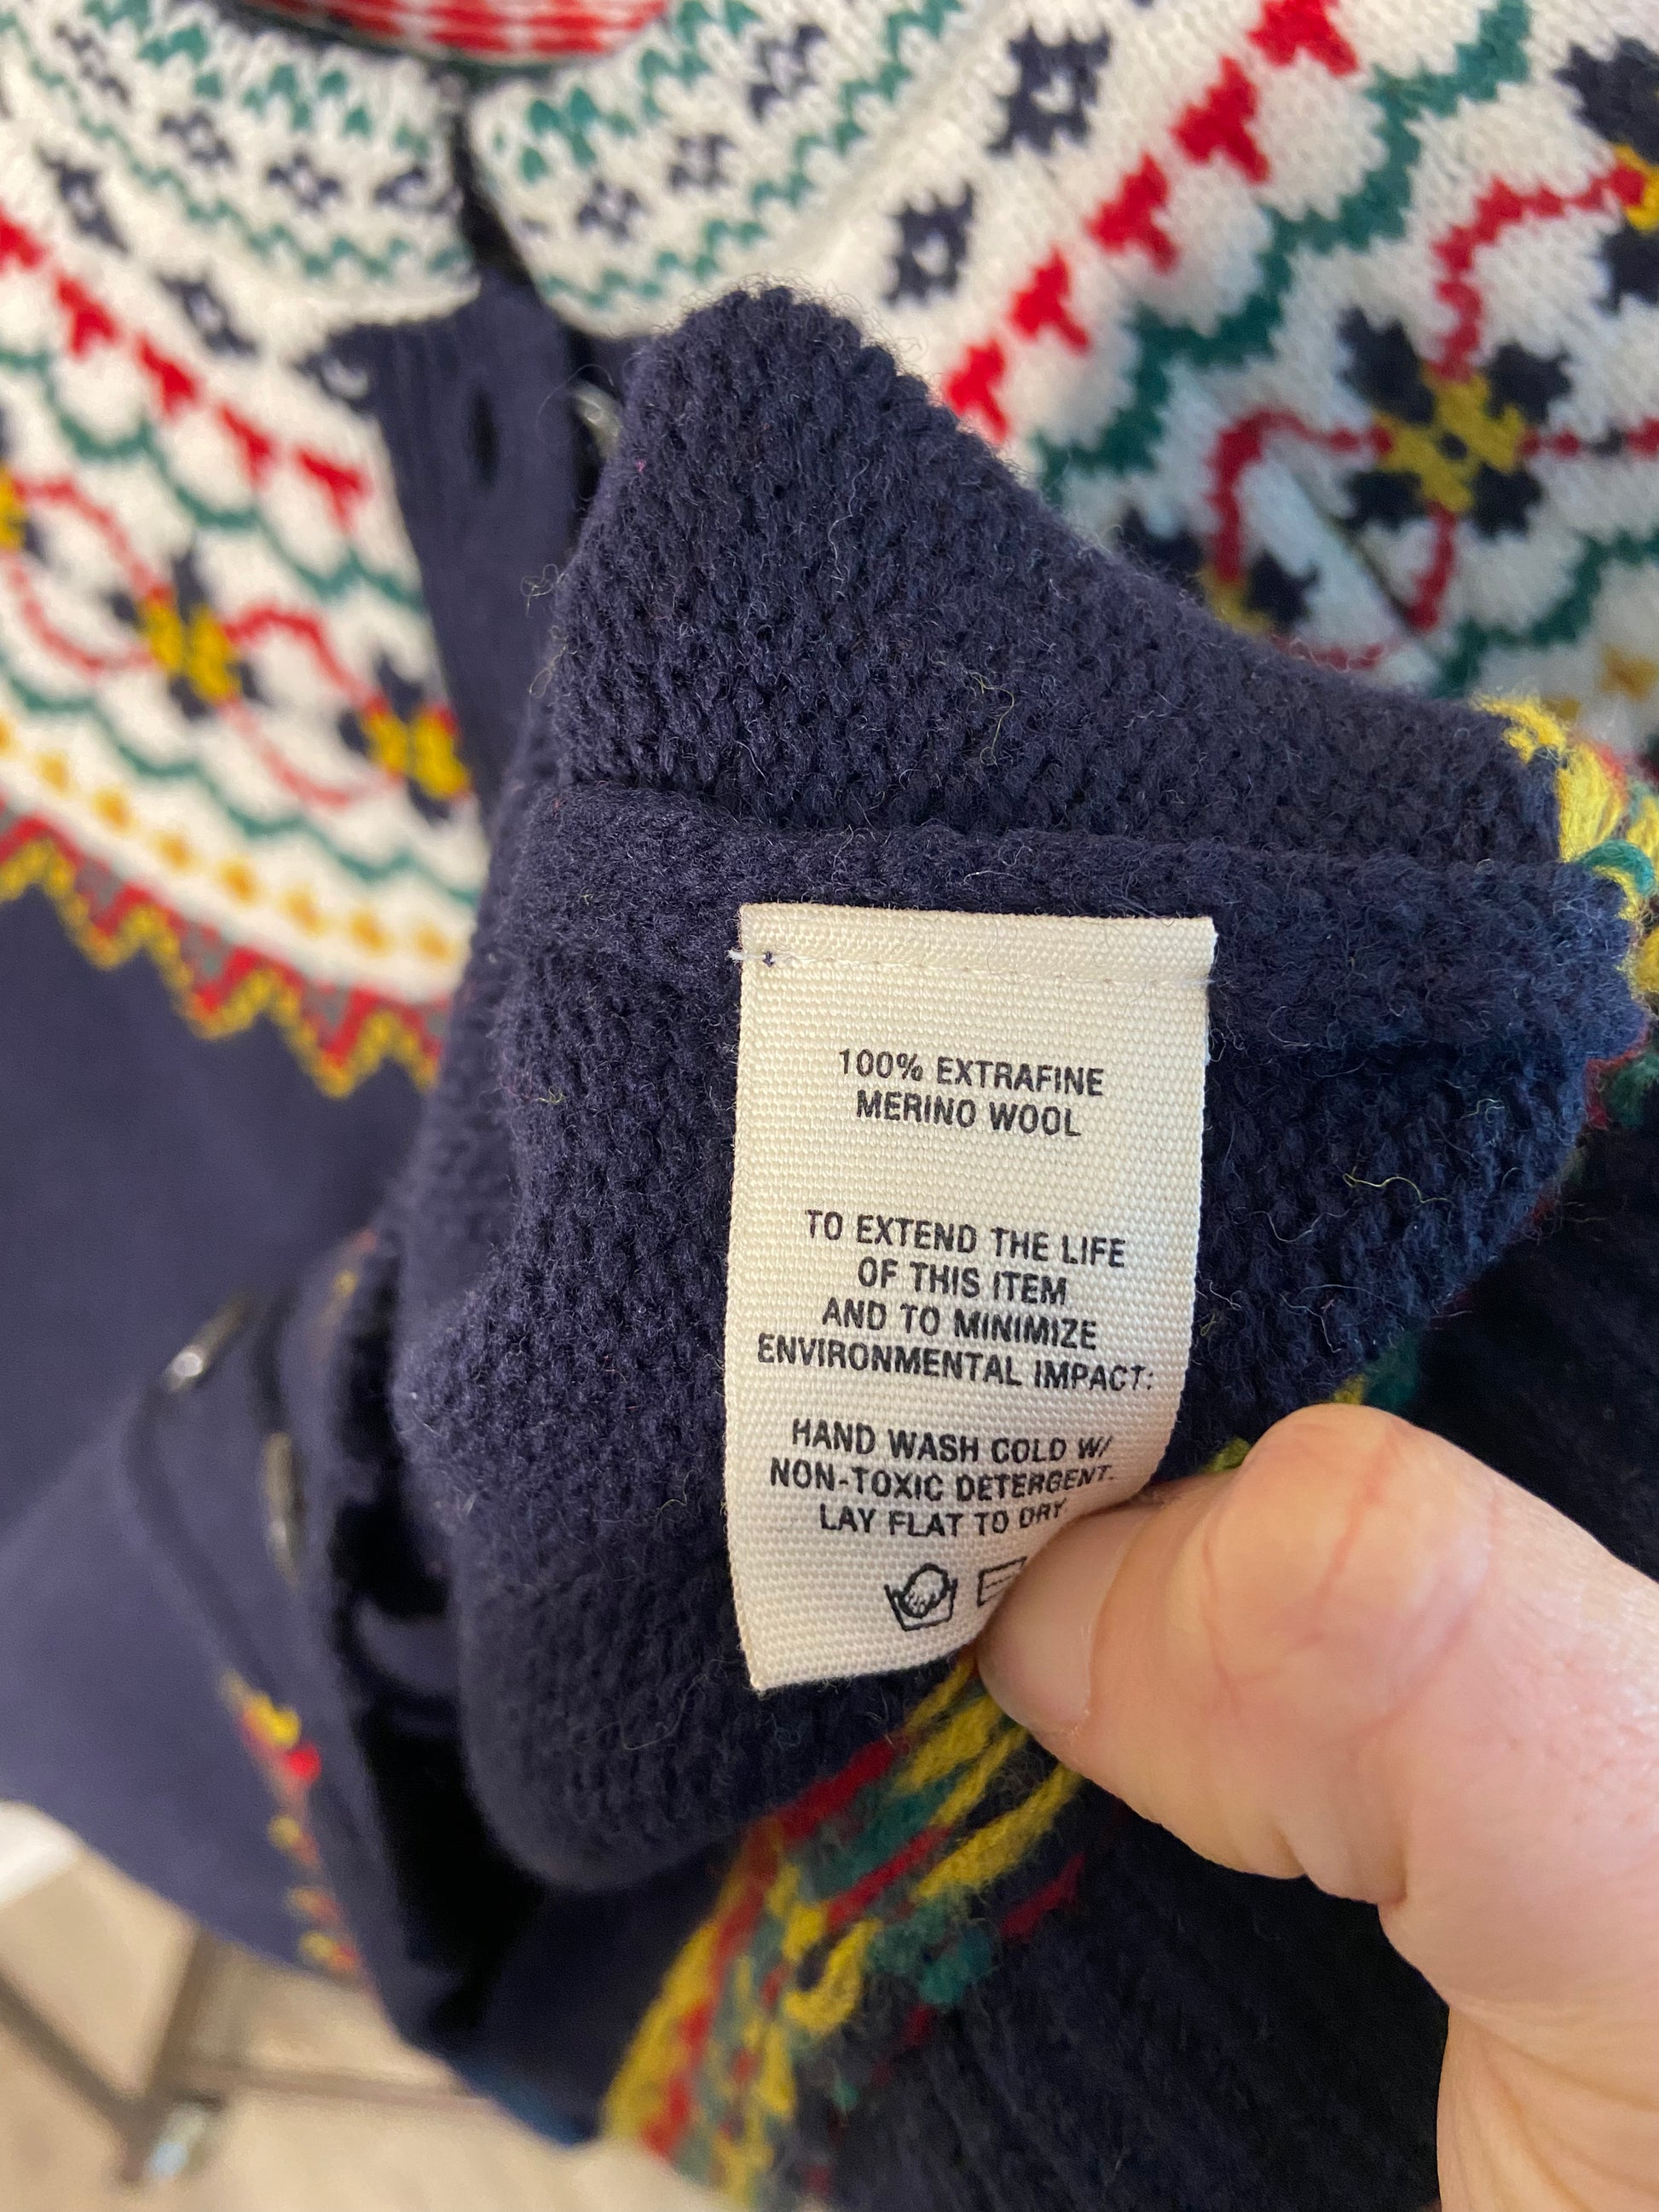 100% EXTRAFINE
MERINO WOOL
TO EXTEND THE LIFE
OF THIS ITEM
AND TO MINIMIZE
ENVIRONMENTAL IMPACT:
HAND WASH COLD W/
NON-TOXIC DETERGENT.
LAY FLAT TO DRY